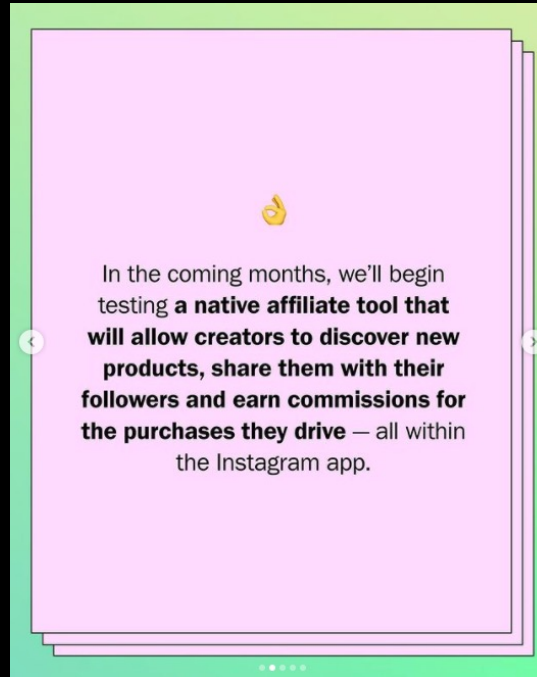 👌
In the coming months, we’ll begin
testing a native affiliate tool that
will allow creators to discover new
products, share them with their
followers and earn commissions for
the purchases they drive — all within
the Instagram app.